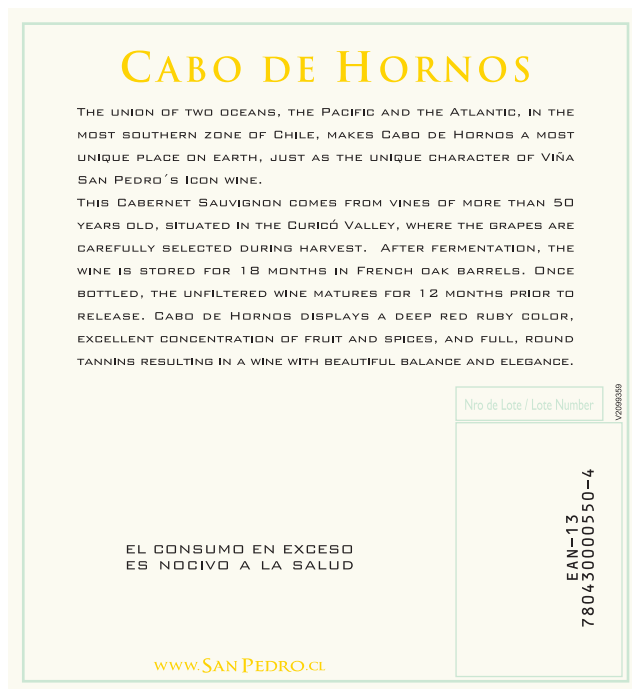 CABO DE HORNOS
THE UNION OF TWO OCEANS, THE PACIFIC AND THE ATLANTIC, IN THE
MOST SOUTHERN ZONE OF CHILE, MAKES CABO DE HORNOS A MOST
UNIQUE PLACE ON EARTH, JUST AS THE UNIQUE CHARACTER OF VIÑA
SAN PEDRO´S ICON WINE.
THIS CABERNET SAUVIGNON COMES FROM VINES OF MORE THAN 50
YEARS OLD, SITUATED IN THE CURICÓ VALLEY, WHERE THE GRAPES ARE
CAREFULLY SELECTED DURING HARVEST. AFTER FERMENTATION, THE
WINE IS STORED FOR 18 MONTHS IN FRENCH OAK BARRELS. ONCE
BOTTLED, THE UNFILTERED WINE MATURES FOR 12 MONTHS PRIOR TO
RELEASE. CABO DE HORNOS DISPLAYS A DEEP RED RUBY COLOR,
EXCELLENT CONCENTRATION OF FRUIT AND SPICES, AND FULL, ROUND
TANNINS RESULTING IN A WINE WITH BEAUTIFUL BALANCE AND ELEGANCE.
Nro de Lote / Lote Number
V2099359
EAN-13
780430000550-4
EL CONSUMO EN EXCESO
ES NOCIVO A LA SALUD
WWW.SAN PEDRO.CL